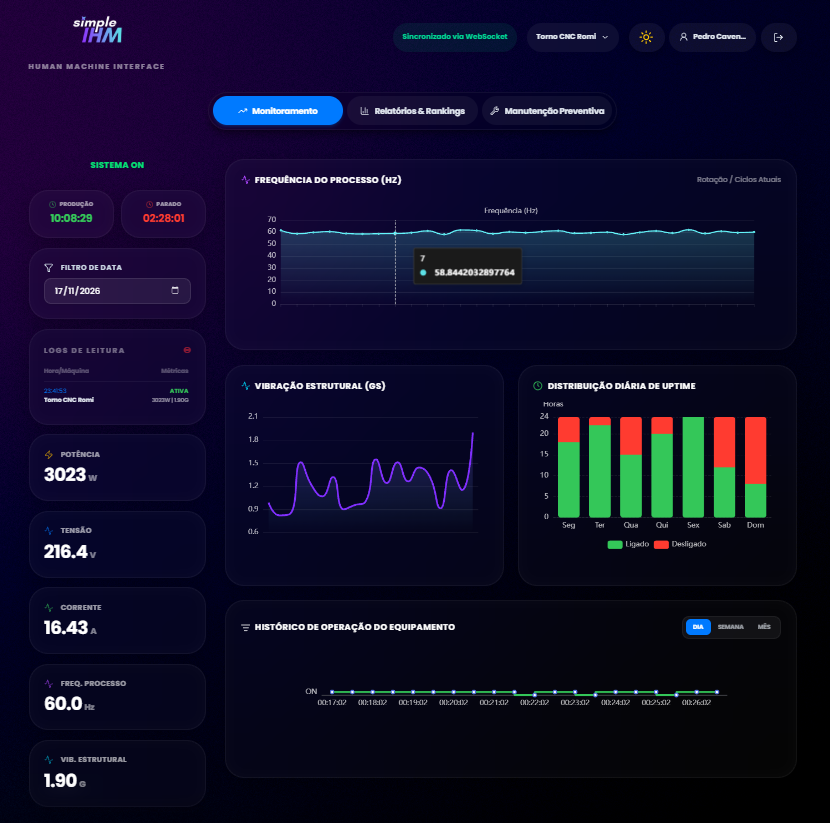 simple
IHM
HUMAN MACHINE INTERFACE
Sincronizado via WebSocket
Torno CNC Romi
Pedro Caven...
Monitoramento
Relatórios & Rankings
Manutenção Preventiva
SISTEMA ON
PRODUÇÃO
10:08:29
PARADO
02:28:01
FILTRO DE DATA
17/11/2026
LOGS DE LEITURA
Hora/Máquina Métricas
23:41:53 ATIVA
Torno CNC Romi 3023W | 1.90G
POTÊNCIA
3023 W
TENSÃO
216.4 V
CORRENTE
16.43 A
FREQ. PROCESSO
60.0 Hz
VIB. ESTRUTURAL
1.90 G
FREQUÊNCIA DO PROCESSO (HZ)
Rotação / Ciclos Atuais
Frequência (Hz)
70
60
50
40
30
20
10
0
7
58.8442032897764
VIBRAÇÃO ESTRUTURAL (GS)
2.1
1.8
1.5
1.2
0.9
0.6
DISTRIBUIÇÃO DIÁRIA DE UPTIME
Horas
24
20
15
10
5
0
Seg Ter Qua Qui Sex Sab Dom
Ligado Desligado
HISTÓRICO DE OPERAÇÃO DO EQUIPAMENTO
DIA SEMANA MÊS
ON
00:17:02 00:18:02 00:19:02 00:20:02 00:21:02 00:22:02 00:23:02 00:24:02 00:25:02 00:26:02